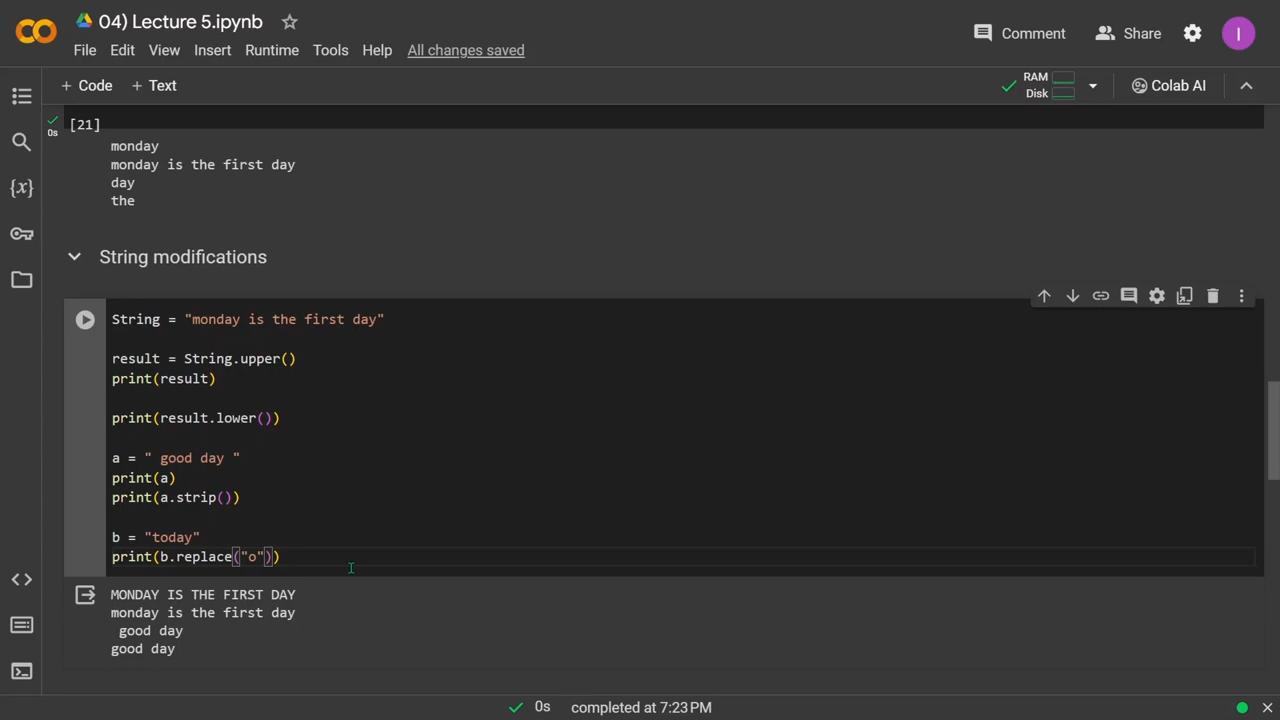 04) Lecture 5.ipynb
Comment
Share
I
File Edit View Insert Runtime Tools Help All changes saved
+ Code + Text
RAM
Disk
Colab AI
0s
[21]
monday
monday is the first day
day
the
{x}
String modifications
String = "monday is the first day"
result = String.upper()
print(result)
print(result.lower())
a = " good day "
print(a)
print(a.strip())
b = "today"
print(b.replace("o"))
MONDAY IS THE FIRST DAY
monday is the first day
 good day
good day
0s completed at 7:23 PM